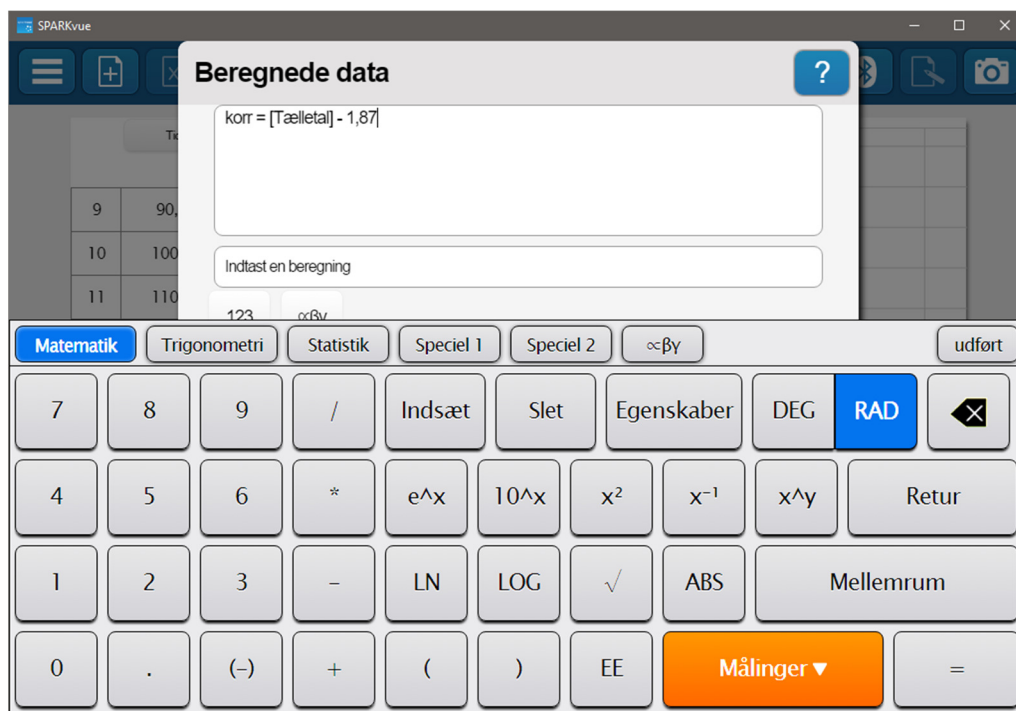 SPARKvue
Beregnede data ?
korr = [Tælletal] - 1,87
9 90,
10 100
11 110
Indtast en beregning
123 ∝βγ
Matematik Trigonometri Statistik Speciel 1 Speciel 2 ∝βγ udført
7 8 9 / Indsæt Slet Egenskaber DEG RAD
4 5 6 * e^x 10^x x² x⁻¹ x^y Retur
1 2 3 – LN LOG √ ABS Mellemrum
0 . (–) + ( ) EE Målinger ▼ =